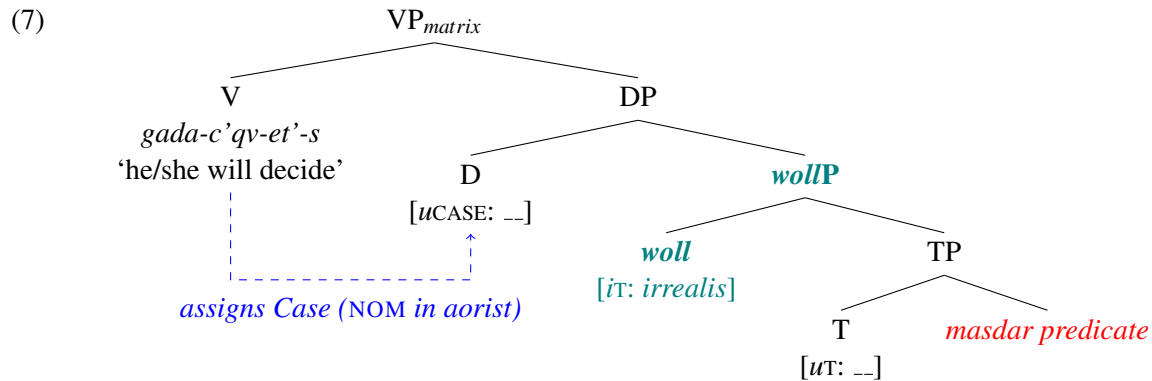 (7) VP_matrix
V DP
gada-c’qv-et’-s
‘he/she will decide’
D wollP
[uCASE: __]
woll TP
[iT: irrealis]
assigns Case (NOM in aorist)
T masdar predicate
[uT: __]